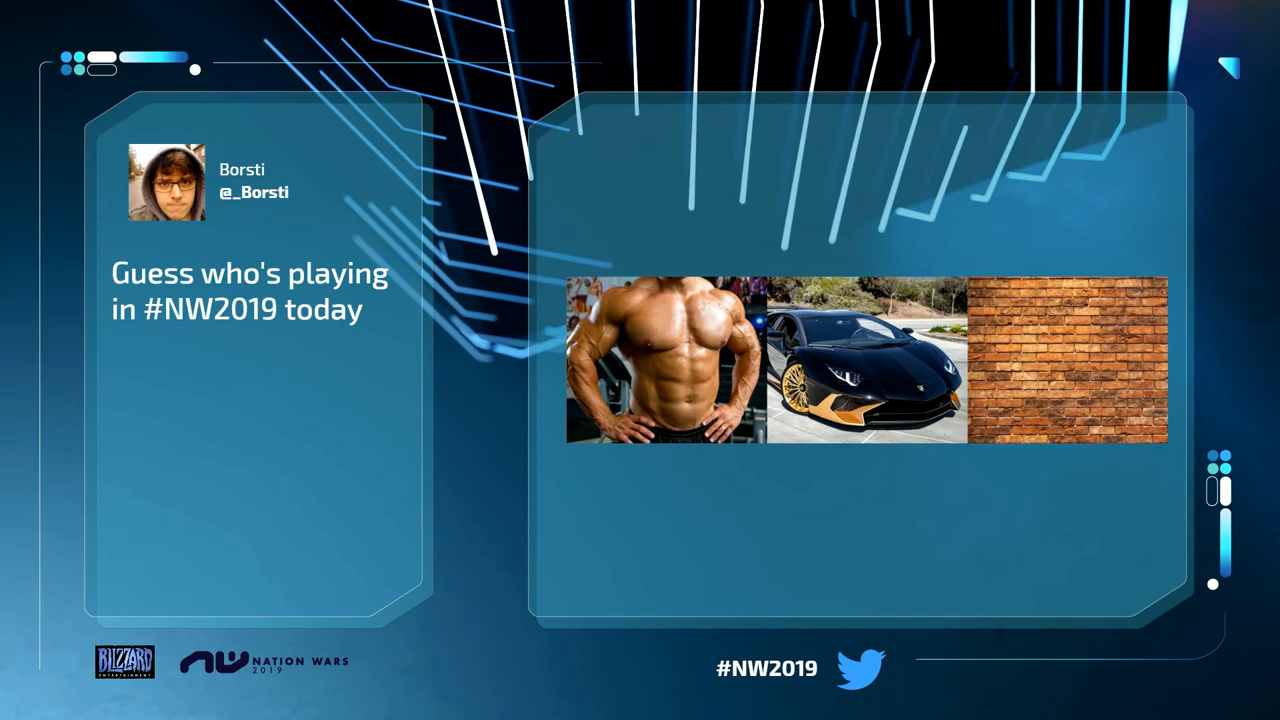 Borsti
@_Borsti
Guess who's playing
in #NW2019 today
BLIZZARD
ENTERTAINMENT
NATION WARS
2019
#NW2019